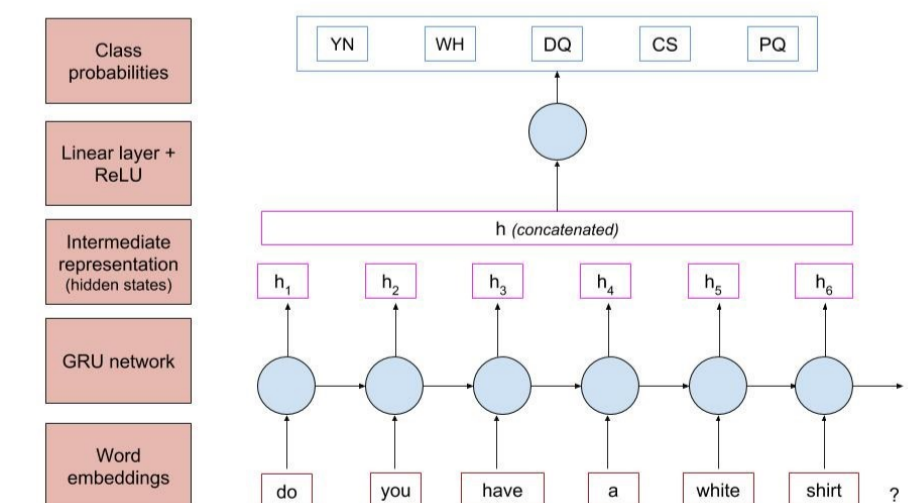 Class
probabilities
YN WH DQ CS PQ
Linear layer +
ReLU
h (concatenated)
Intermediate
representation
(hidden states)
h₁ h₂ h₃ h₄ h₅ h₆
GRU network
Word
embeddings
do you have a white shirt ?